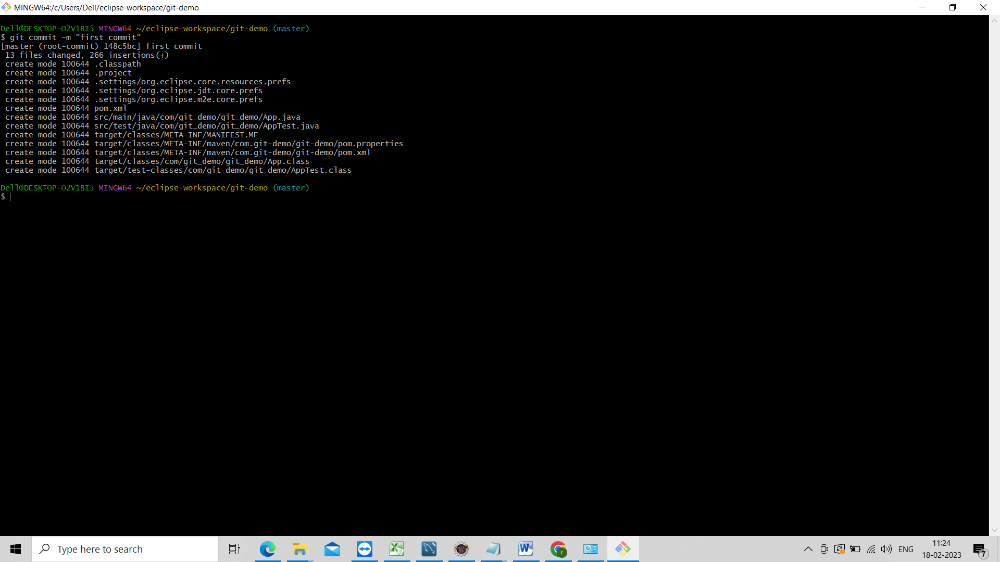 MINGW64:/c/Users/Dell/eclipse-workspace/git-demo
Dell@DESKTOP-O2V1BI5 MINGW64 ~/eclipse-workspace/git-demo (master)
$ git commit -m "first commit"
[master (root-commit) 148c5bc] first commit
 13 files changed, 266 insertions(+)
 create mode 100644 .classpath
 create mode 100644 .project
 create mode 100644 .settings/org.eclipse.core.resources.prefs
 create mode 100644 .settings/org.eclipse.jdt.core.prefs
 create mode 100644 .settings/org.eclipse.m2e.core.prefs
 create mode 100644 pom.xml
 create mode 100644 src/main/java/com/git_demo/git_demo/App.java
 create mode 100644 src/test/java/com/git_demo/git_demo/AppTest.java
 create mode 100644 target/classes/META-INF/MANIFEST.MF
 create mode 100644 target/classes/META-INF/maven/com.git-demo/git-demo/pom.properties
 create mode 100644 target/classes/META-INF/maven/com.git-demo/git-demo/pom.xml
 create mode 100644 target/classes/com/git_demo/git_demo/App.class
 create mode 100644 target/test-classes/com/git_demo/git_demo/AppTest.class
Dell@DESKTOP-O2V1BI5 MINGW64 ~/eclipse-workspace/git-demo (master)
$
Type here to search
ENG
11:24
18-02-2023
7